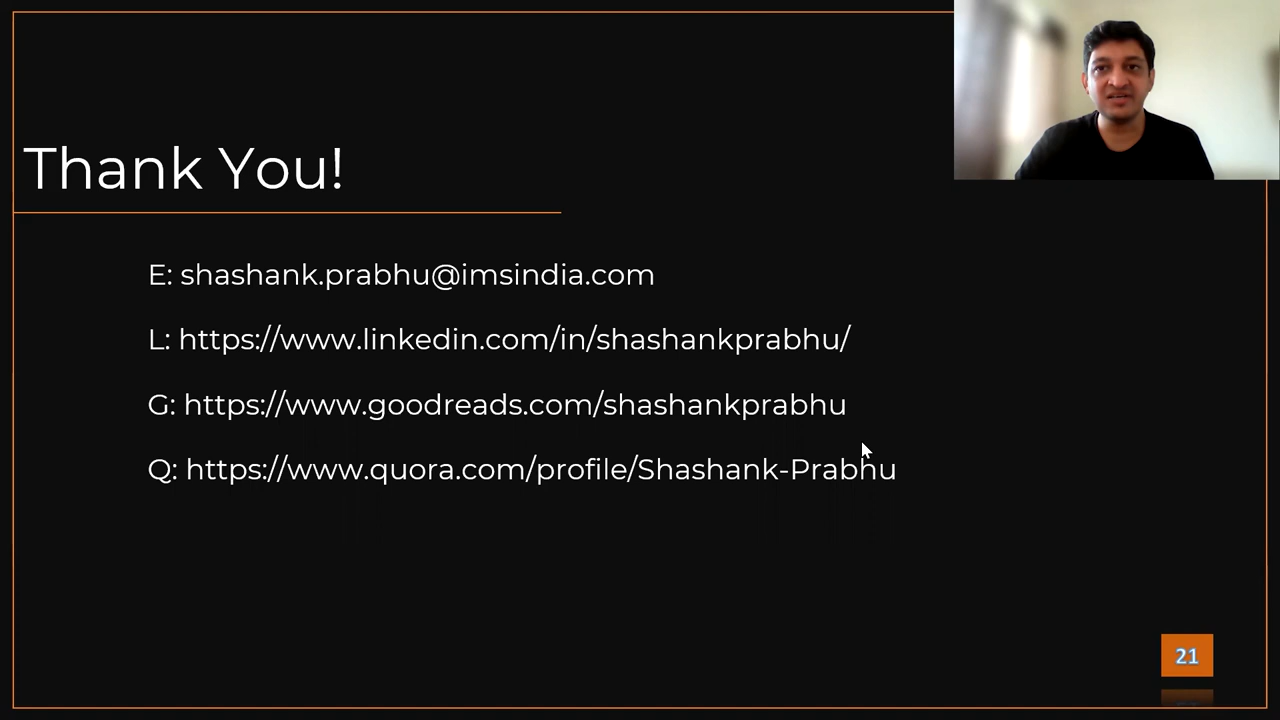 Thank You!
E: shashank.prabhu@imsindia.com
L: https://www.linkedin.com/in/shashankprabhu/
G: https://www.goodreads.com/shashankprabhu
Q: https://www.quora.com/profile/Shashank-Prabhu
21